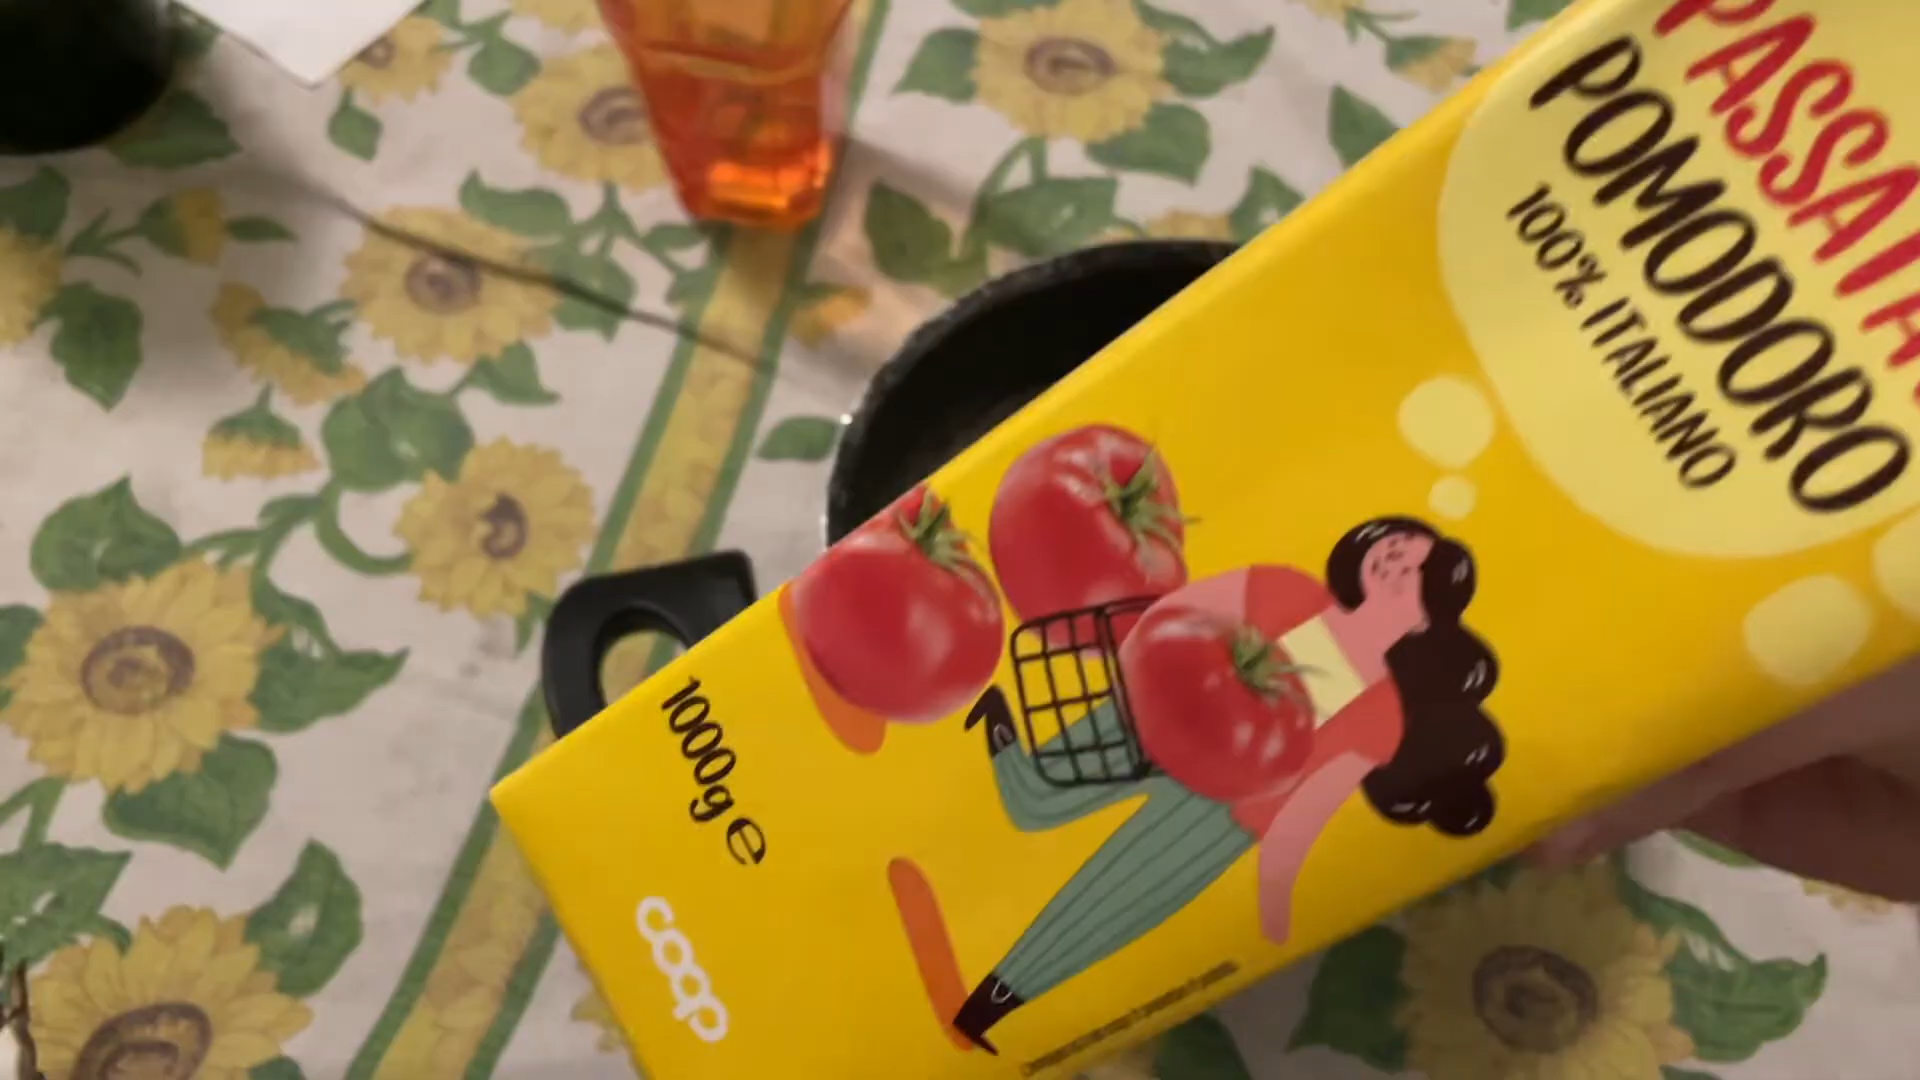 PASSATA
POMODORO
100% ITALIANO
1000g e
coop